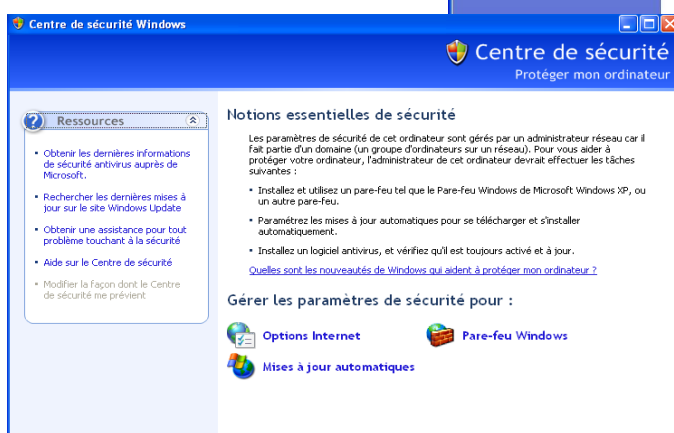 Centre de sécurité Windows
Centre de sécurité
Protéger mon ordinateur
Ressources
• Obtenir les dernières informations
de sécurité antivirus auprès de
Microsoft.
• Rechercher les dernières mises à
jour sur le site Windows Update
• Obtenir une assistance pour tout
problème touchant à la sécurité
• Aide sur le Centre de sécurité
• Modifier la façon dont le Centre
de sécurité me prévient
Notions essentielles de sécurité
Les paramètres de sécurité de cet ordinateur sont gérés par un administrateur réseau car il
fait partie d'un domaine (un groupe d'ordinateurs sur un réseau). Pour vous aider à
protéger votre ordinateur, l'administrateur de cet ordinateur devrait effectuer les tâches
suivantes :
• Installez et utilisez un pare-feu tel que le Pare-feu Windows de Microsoft Windows XP, ou
un autre pare-feu.
• Paramétrez les mises à jour automatiques pour se télécharger et s'installer
automatiquement.
• Installez un logiciel antivirus, et vérifiez qu'il est toujours activé et à jour.
Quelles sont les nouveautés de Windows qui aident à protéger mon ordinateur ?
Gérer les paramètres de sécurité pour :
Options Internet
Pare-feu Windows
Mises à jour automatiques